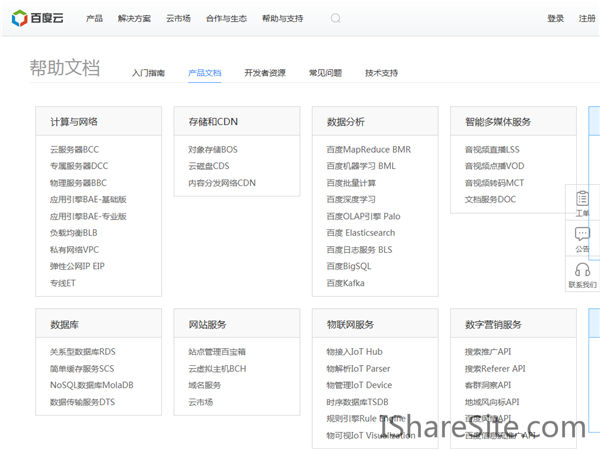 百度云 产品 解决方案 云市场 合作与生态 帮助与支持 登录 注册
帮助文档 入门指南 产品文档 开发者资源 常见问题 技术支持
计算与网络
云服务器BCC
专属服务器DCC
物理服务器BBC
应用引擎BAE-基础版
应用引擎BAE-专业版
负载均衡BLB
私有网络VPC
弹性公网IP EIP
专线ET
存储和CDN
对象存储BOS
云磁盘CDS
内容分发网络CDN
数据分析
百度MapReduce BMR
百度机器学习 BML
百度批量计算
百度深度学习
百度OLAP引擎 Palo
百度 Elasticsearch
百度日志服务 BLS
百度BigSQL
百度Kafka
智能多媒体服务
音视频直播LSS
音视频点播VOD
音视频转码MCT
文档服务DOC
工单
公告
联系我们
数据库
关系型数据库RDS
简单缓存服务SCS
NoSQL数据库MolaDB
数据传输服务DTS
网站服务
站点管理百宝箱
云虚拟主机BCH
域名服务
云市场
物联网服务
物接入IoT Hub
物解析IoT Parser
物管理IoT Device
时序数据库TSDB
规则引擎Rule Engine
物可视IoT Visualization
数字营销服务
搜索推广API
搜索Referer API
客群洞察API
地域风向标API
百度风算API
百度信息流推广API
IShareSite.com